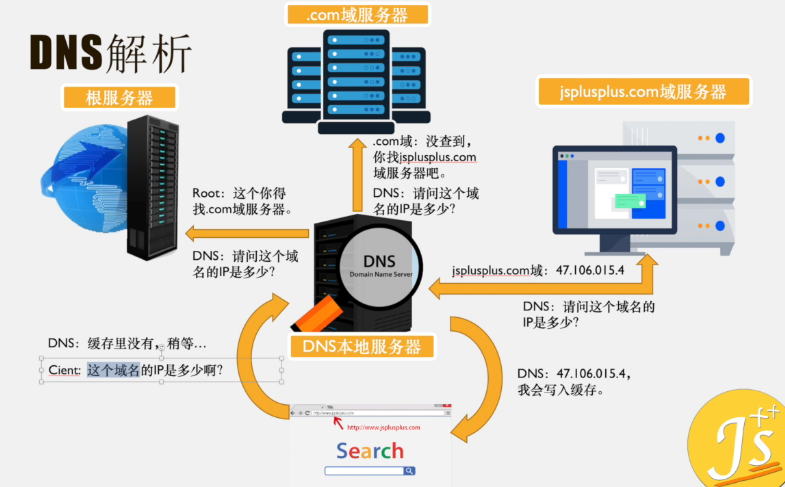 DNS解析
.com域服务器
根服务器
jsplusplus.com域服务器
.com域：没查到，
你找jsplusplus.com
域服务器吧。
DNS：请问这个域
名的IP是多少？
Root：这个你得
找.com域服务器。
DNS：请问这个域
名的IP是多少？
DNS
Domain Name Server
jsplusplus.com域：47.106.015.4
DNS：请问这个域名的
IP是多少？
DNS本地服务器
DNS：缓存里没有，稍等…
Cient: 这个域名的IP是多少啊？
DNS：47.106.015.4，
我会写入缓存。
http://www.jsplusplus.com
Search
Js++